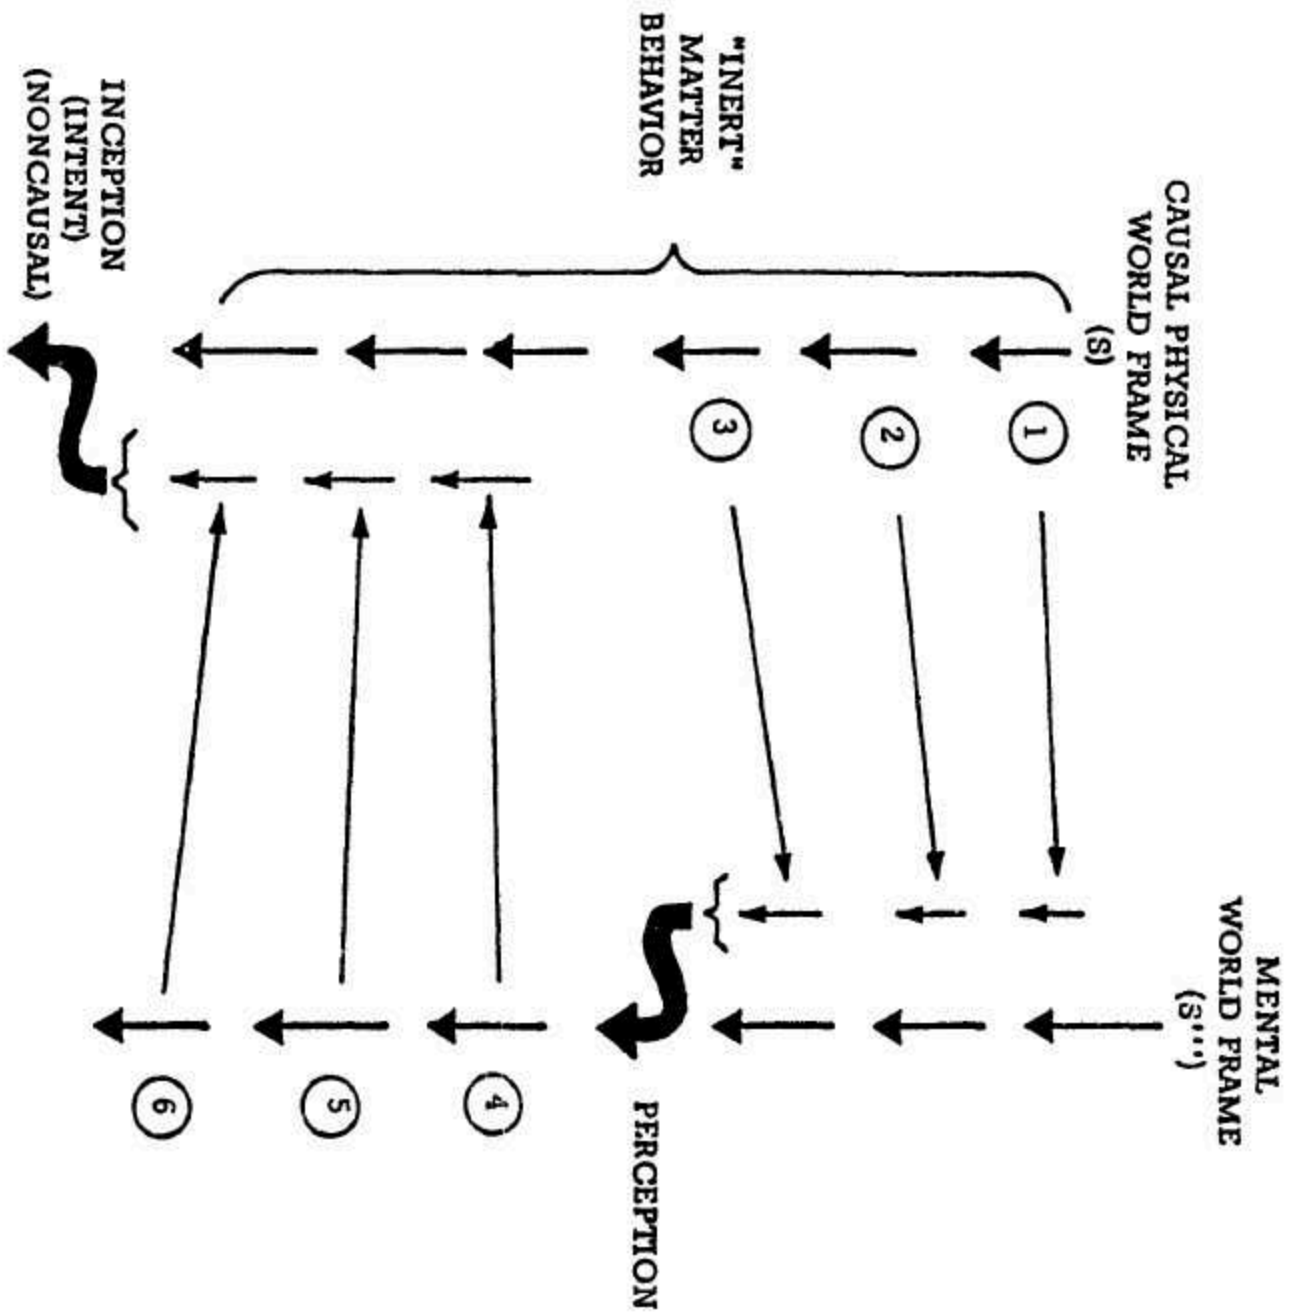 CAUSAL PHYSICAL
WORLD FRAME
(S)
MENTAL
WORLD FRAME
(S''')
"INERT"
MATTER
BEHAVIOR
1
2
3
4
5
6
PERCEPTION
INCEPTION
(INTENT)
(NONCAUSAL)